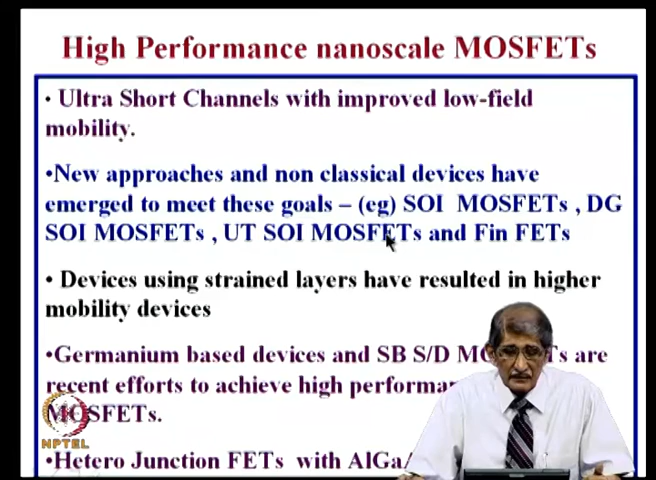 High Performance nanoscale MOSFETs
• Ultra Short Channels with improved low-field
mobility.
•New approaches and non classical devices have
emerged to meet these goals – (eg) SOI MOSFETs , DG
SOI MOSFETs , UT SOI MOSFETs and Fin FETs
• Devices using strained layers have resulted in higher
mobility devices
•Germanium based devices and SB S/D are
recent efforts to achieve high
MOSFETs.
NPTEL
•Hetero Junction FETs with